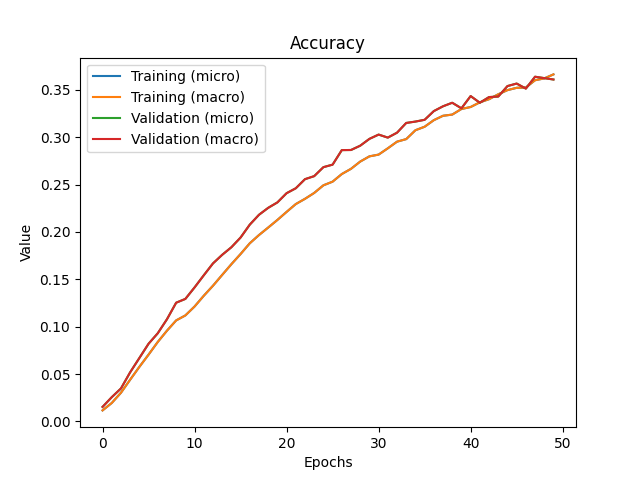 Accuracy
Training (micro)
Training (macro)
Validation (micro)
Validation (macro)
Value
0.35
0.30
0.25
0.20
0.15
0.10
0.05
0.00
0 10 20 30 40 50
Epochs